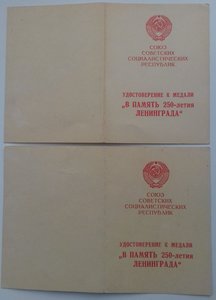 СОЮЗ
СОВЕТСКИХ
СОЦИАЛИСТИЧЕСКИХ
РЕСПУБЛИК
УДОСТОВЕРЕНИЕ К МЕДАЛИ
„В ПАМЯТЬ 250-летия
ЛЕНИНГРАДА“
СОЮЗ
СОВЕТСКИХ
СОЦИАЛИСТИЧЕСКИХ
РЕСПУБЛИК
УДОСТОВЕРЕНИЕ К МЕДАЛИ
„В ПАМЯТЬ 250-летия
ЛЕНИНГРАДА“